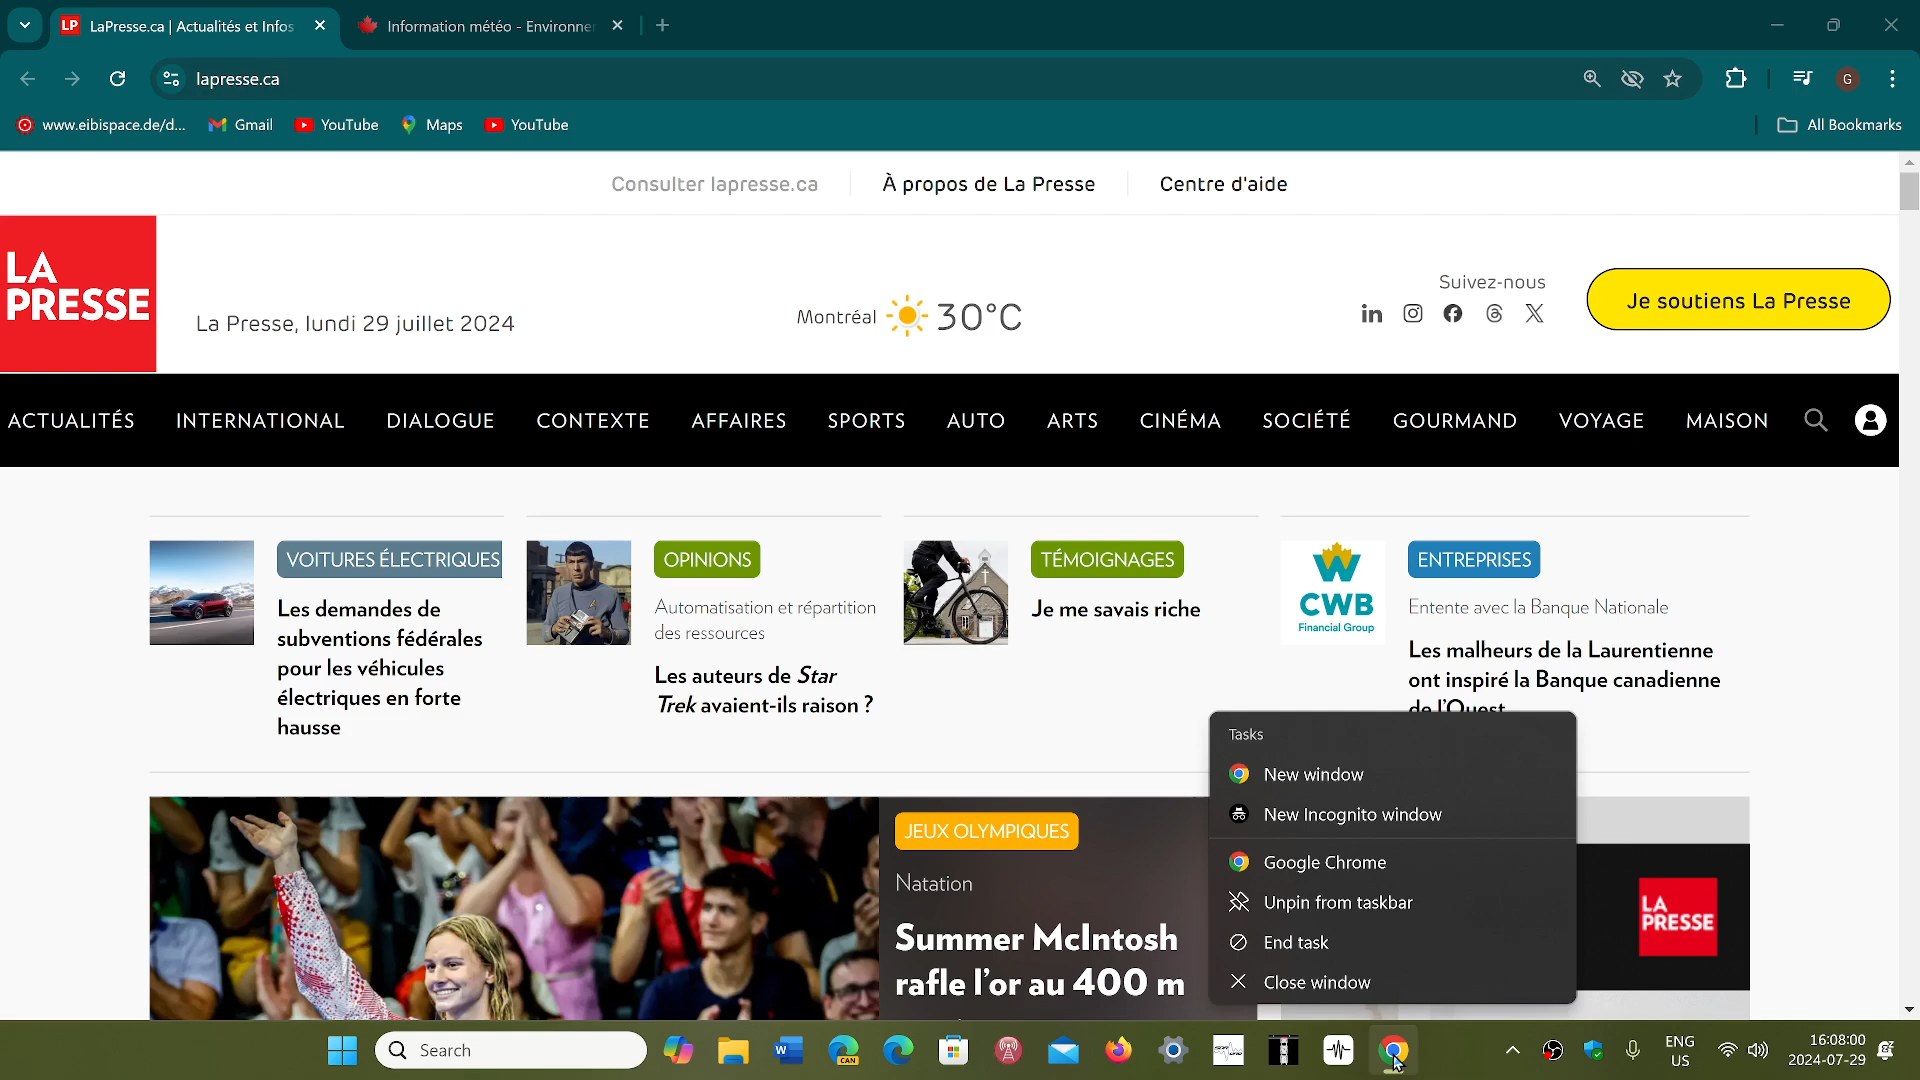 LP LaPresse.ca | Actualités et Infos
Information météo - Environne
lapresse.ca
G
www.eibispace.de/d...
Gmail
YouTube
Maps
YouTube
All Bookmarks
Consulter lapresse.ca
À propos de La Presse
Centre d'aide
LA
PRESSE
La Presse, lundi 29 juillet 2024
Montréal 30°C
Suivez-nous
Je soutiens La Presse
ACTUALITÉS INTERNATIONAL DIALOGUE CONTEXTE AFFAIRES SPORTS AUTO ARTS CINÉMA SOCIÉTÉ GOURMAND VOYAGE MAISON
VOITURES ÉLECTRIQUES
Les demandes de
subventions fédérales
pour les véhicules
électriques en forte
hausse
OPINIONS
Automatisation et répartition
des ressources
Les auteurs de Star
Trek avaient-ils raison ?
TÉMOIGNAGES
Je me savais riche
CWB
Financial Group
ENTREPRISES
Entente avec la Banque Nationale
Les malheurs de la Laurentienne
ont inspiré la Banque canadienne
de l'Ouest
JEUX OLYMPIQUES
Natation
Summer McIntosh
rafle l'or au 400 m
LA
PRESSE
Tasks
New window
New Incognito window
Google Chrome
Unpin from taskbar
End task
Close window
Search
W
CAN
ENG
US
16:08:00
2024-07-29